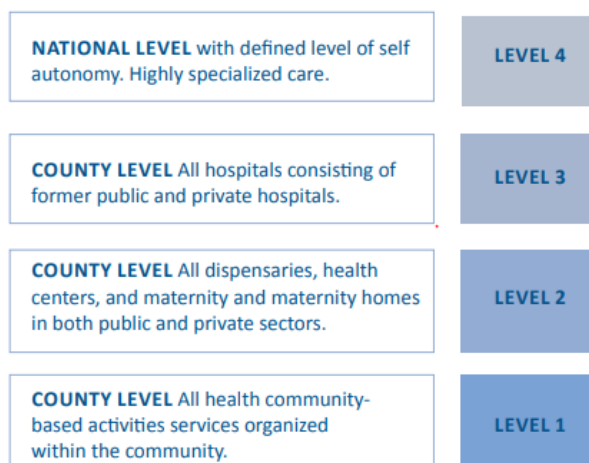 NATIONAL LEVEL with defined level of self
autonomy. Highly specialized care.
LEVEL 4
COUNTY LEVEL All hospitals consisting of
former public and private hospitals.
LEVEL 3
COUNTY LEVEL All dispensaries, health
centers, and maternity and maternity homes
in both public and private sectors.
LEVEL 2
COUNTY LEVEL All health community-
based activities services organized
within the community.
LEVEL 1